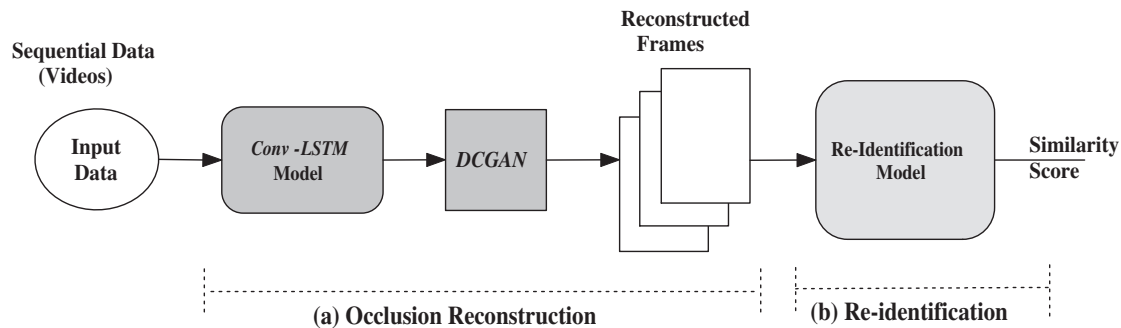 Sequential Data
(Videos)
Input
Data
Conv -LSTM
Model
DCGAN
Reconstructed
Frames
Re-Identification
Model
Similarity
Score
(a) Occlusion Reconstruction
(b) Re-identification